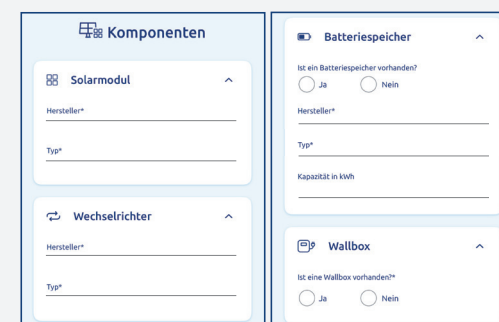 Komponenten
Solarmodul
Hersteller*
Typ*
Wechselrichter
Hersteller*
Typ*
Batteriespeicher
Ist ein Batteriespeicher vorhanden?
Ja Nein
Hersteller*
Typ*
Kapazität in kWh
Wallbox
Ist eine Wallbox vorhanden?*
Ja Nein